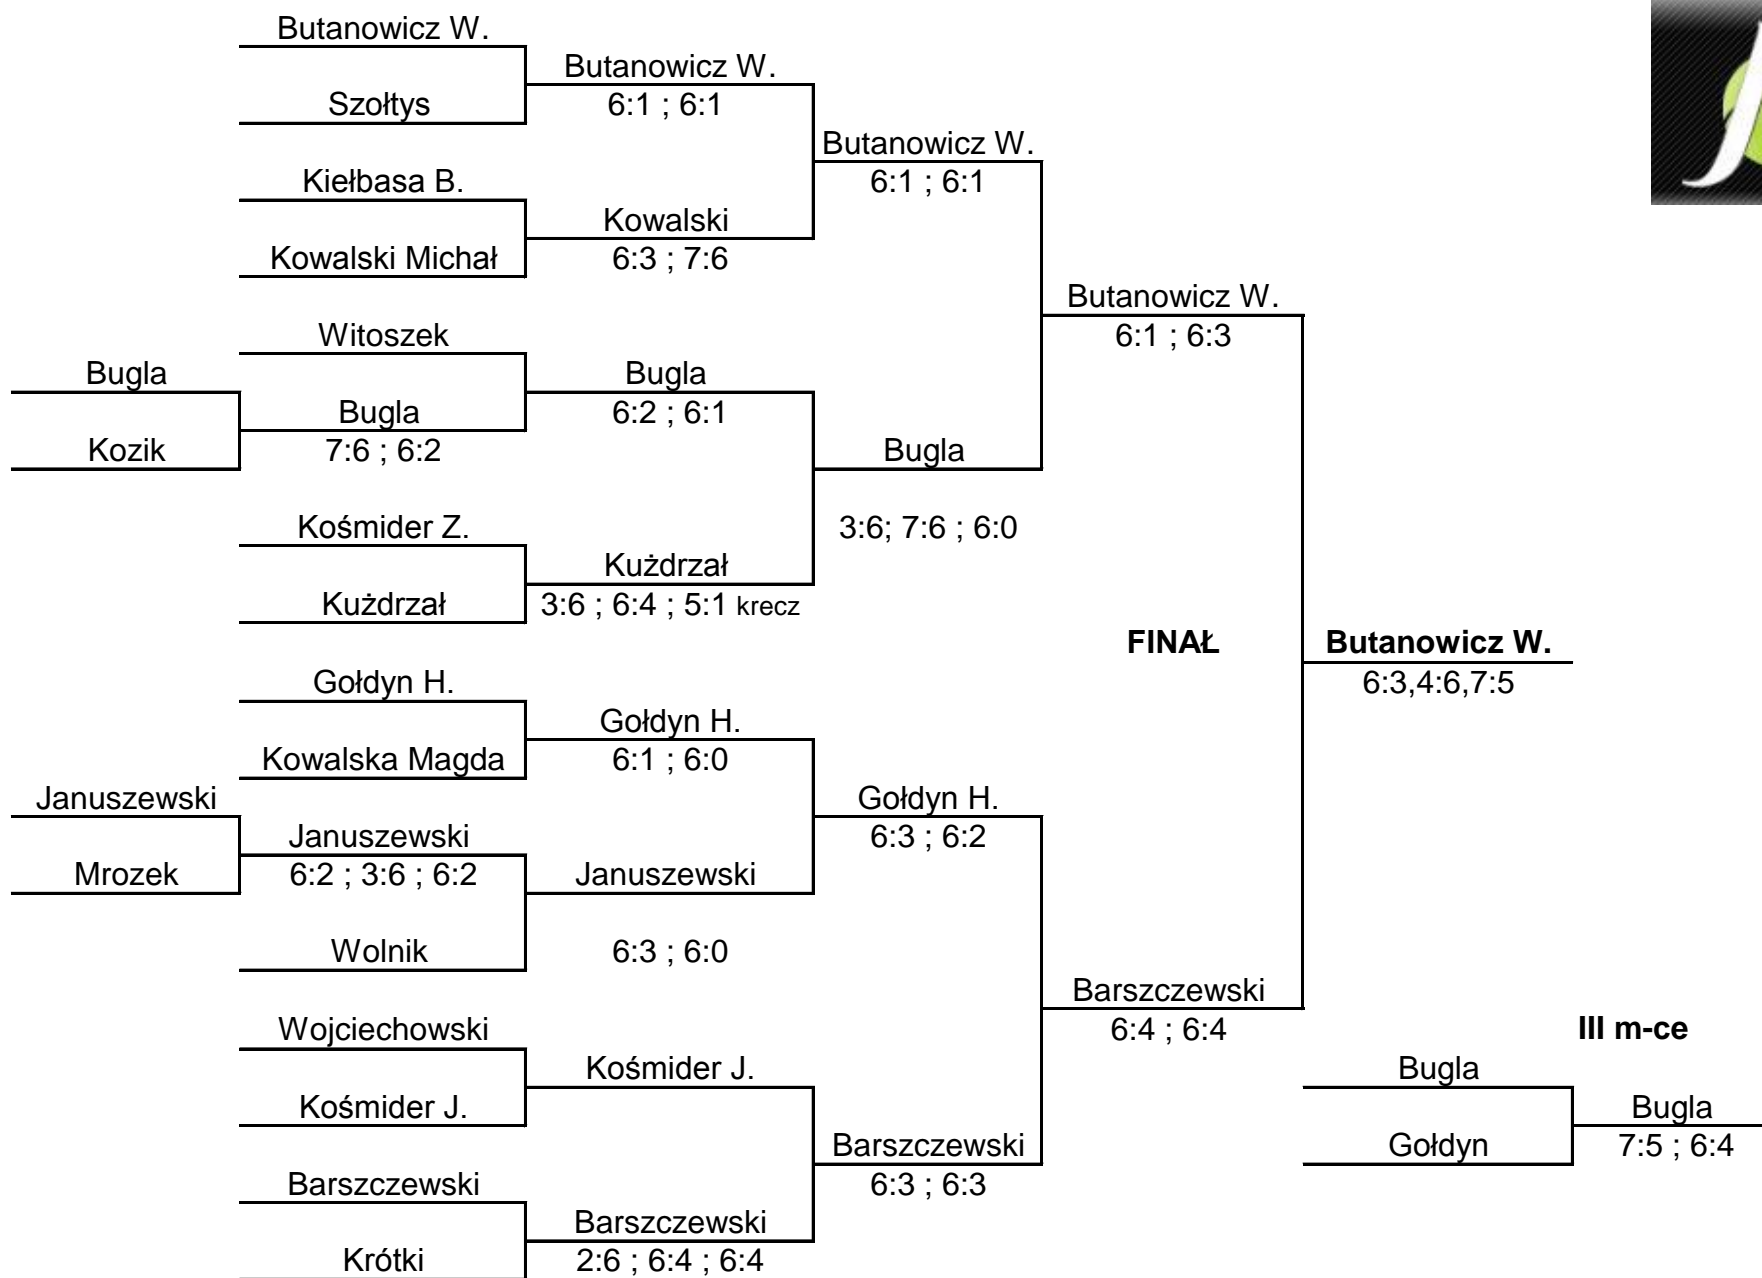 Butanowicz W.
Butanowicz W.
Szołtys
6:1 ; 6:1
Butanowicz W.
Kiełbasa B.
6:1 ; 6:1
Kowalski
Kowalski Michał
6:3 ; 7:6
Butanowicz W.
Witoszek
6:1 ; 6:3
Bugla
Bugla
Bugla
6:2 ; 6:1
Kozik
7:6 ; 6:2
Bugla
Kośmider Z.
3:6; 7:6 ; 6:0
Kużdrzał
Kużdrzał
3:6 ; 6:4 ; 5:1 krecz
FINAŁ
Butanowicz W.
Gołdyn H.
6:3,4:6,7:5
Gołdyn H.
Kowalska Magda
6:1 ; 6:0
Januszewski
Gołdyn H.
Januszewski
6:3 ; 6:2
Mrozek
6:2 ; 3:6 ; 6:2
Januszewski
Wolnik
6:3 ; 6:0
Barszczewski
Wojciechowski
6:4 ; 6:4
III m-ce
Kośmider J.
Bugla
Kośmider J.
Bugla
Barszczewski
Gołdyn
7:5 ; 6:4
Barszczewski
6:3 ; 6:3
Barszczewski
Krótki
2:6 ; 6:4 ; 6:4